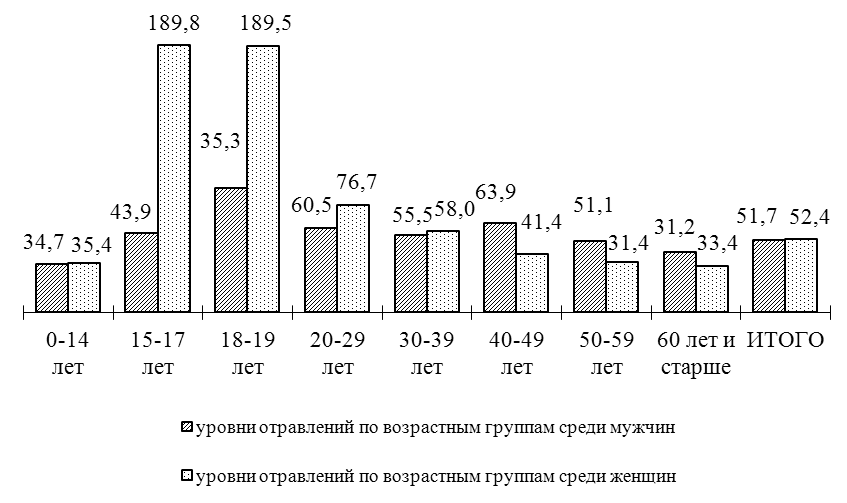 189,8 189,5
35,3
43,9 60,5 76,7 63,9
34,7 35,4 55,5 58,0 41,4 51,1 31,4 31,2 33,4 51,7 52,4
0-14 15-17 18-19 20-29 30-39 40-49 50-59 60 лет и ИТОГО
лет лет лет лет лет лет лет старше
уровни отравлений по возрастным группам среди мужчин
уровни отравлений по возрастным группам среди женщин